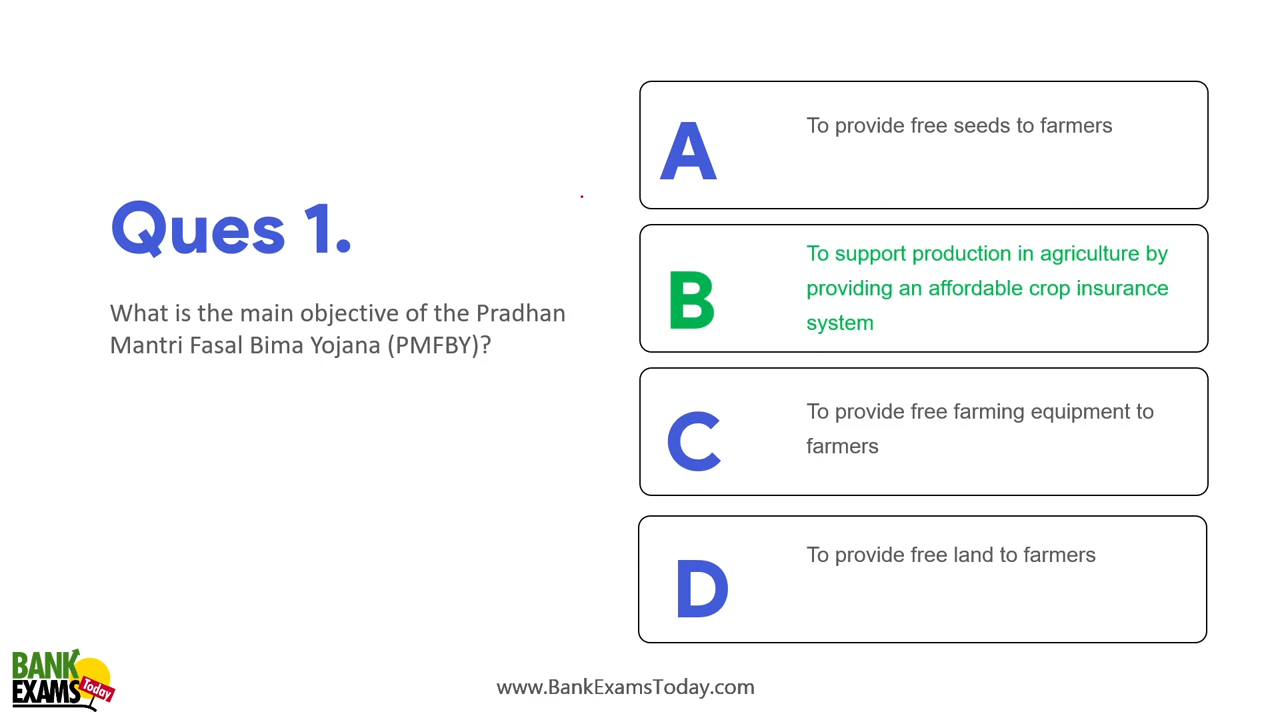 Ques 1.
What is the main objective of the Pradhan
Mantri Fasal Bima Yojana (PMFBY)?
A
To provide free seeds to farmers
B
To support production in agriculture by
providing an affordable crop insurance
system
C
To provide free farming equipment to
farmers
D
To provide free land to farmers
BANK
EXAMS
Today
www.BankExamsToday.com